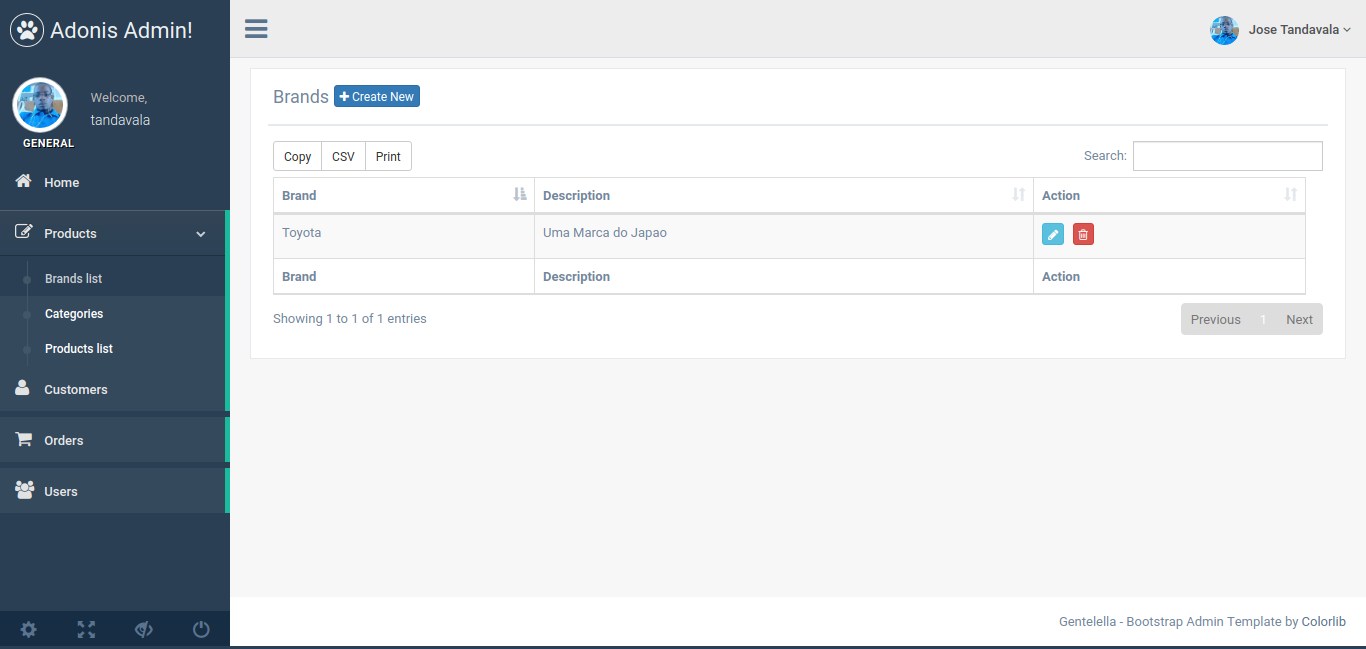 Adonis Admin!
Jose Tandavala
Welcome,
tandavala
GENERAL
Home
Products
Brands list
Categories
Products list
Customers
Orders
Users
Brands Create New
Copy CSV Print Search:
Brand Description Action
Toyota Uma Marca do Japao
Brand Description Action
Showing 1 to 1 of 1 entries Previous 1 Next
Gentelella - Bootstrap Admin Template by Colorlib